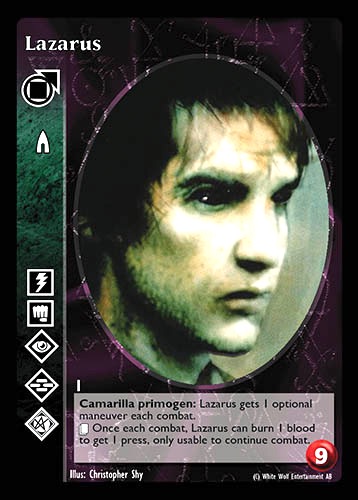 Lazarus
1
Camarilla primogen: Lazarus gets 1 optional
maneuver each combat.
Once each combat, Lazarus can burn 1 blood
to get 1 press, only usable to continue combat.
9
Illus: Christopher Shy
(C) White Wolf Entertainment AB